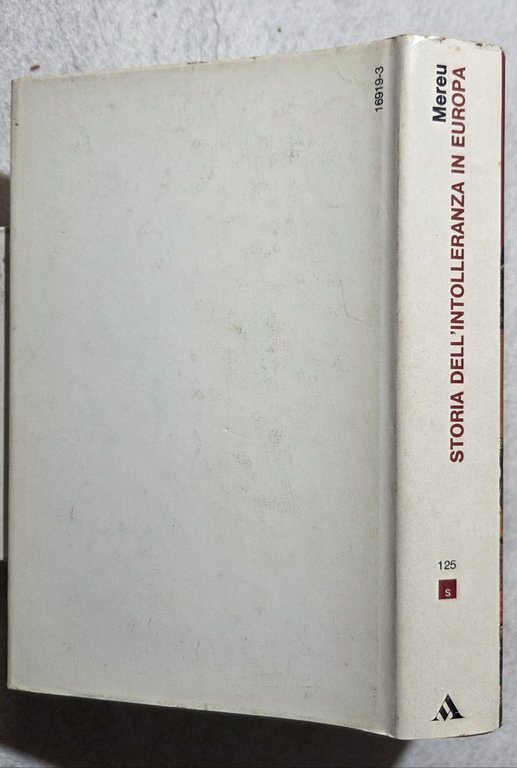 16919-3
Mereu
STORIA DELL'INTOLLERANZA IN EUROPA
125
S